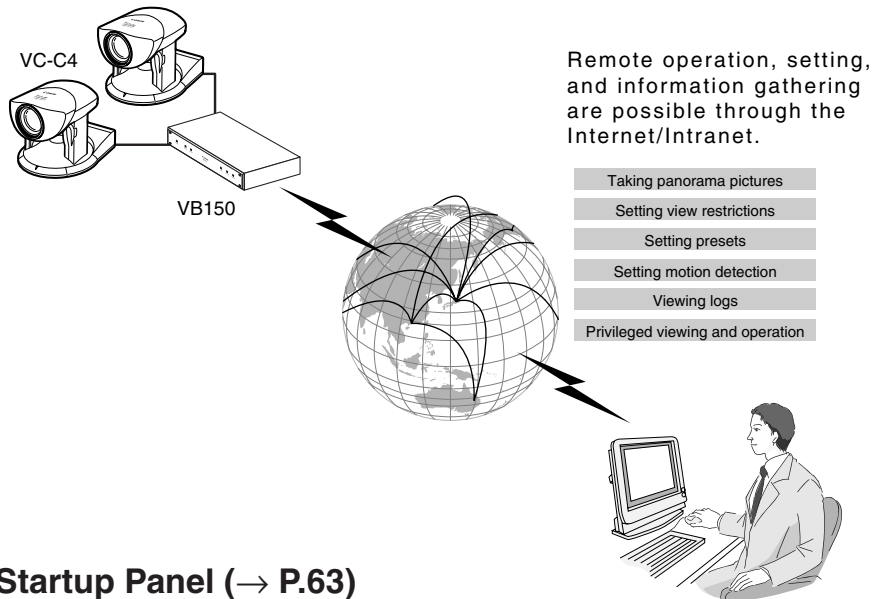 VC-C4
VB150
Remote operation, setting,
and information gathering
are possible through the
Internet/Intranet.
Taking panorama pictures
Setting view restrictions
Setting presets
Setting motion detection
Viewing logs
Privileged viewing and operation
Startup Panel (→ P.63)